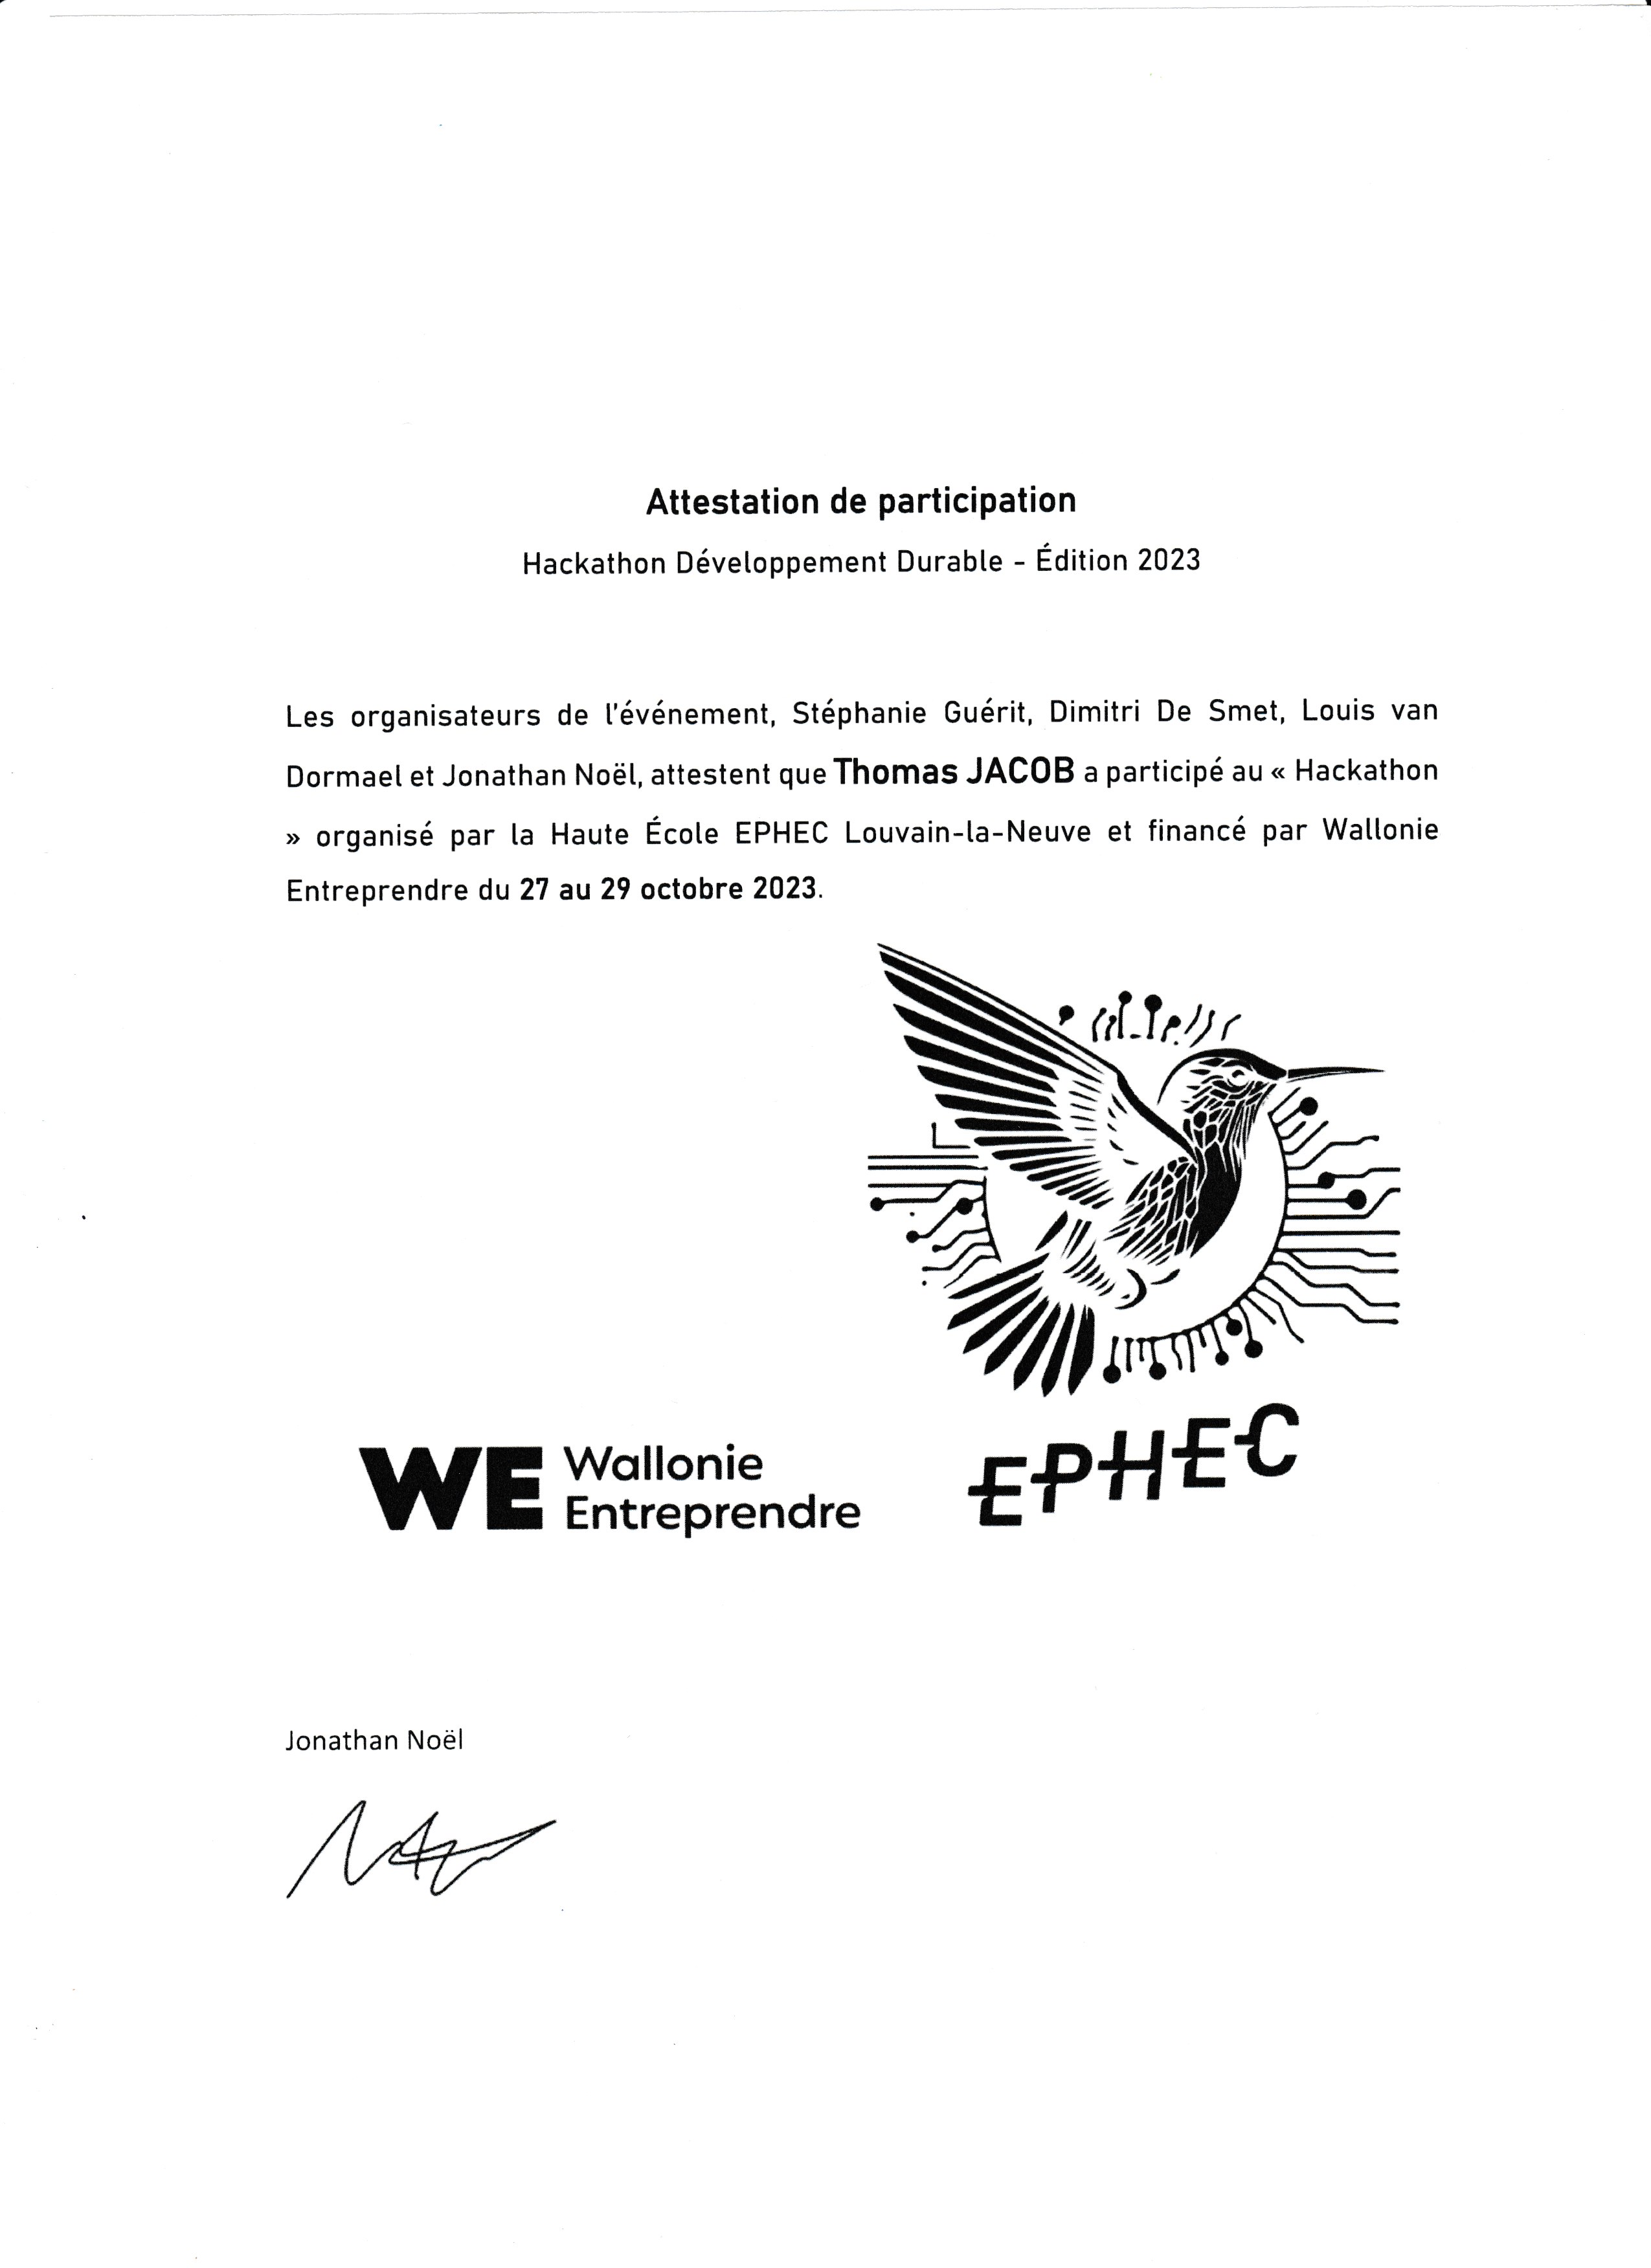 Attestation de participation
Hackathon Développement Durable - Édition 2023
Les organisateurs de l'événement, Stéphanie Guérit, Dimitri De Smet, Louis van
Dormael et Jonathan Noël, attestent que Thomas JACOB a participé au « Hackathon
» organisé par la Haute École EPHEC Louvain-la-Neuve et financé par Wallonie
Entreprendre du 27 au 29 octobre 2023.
WE Wallonie
Entreprendre
EPHEC
Jonathan Noël